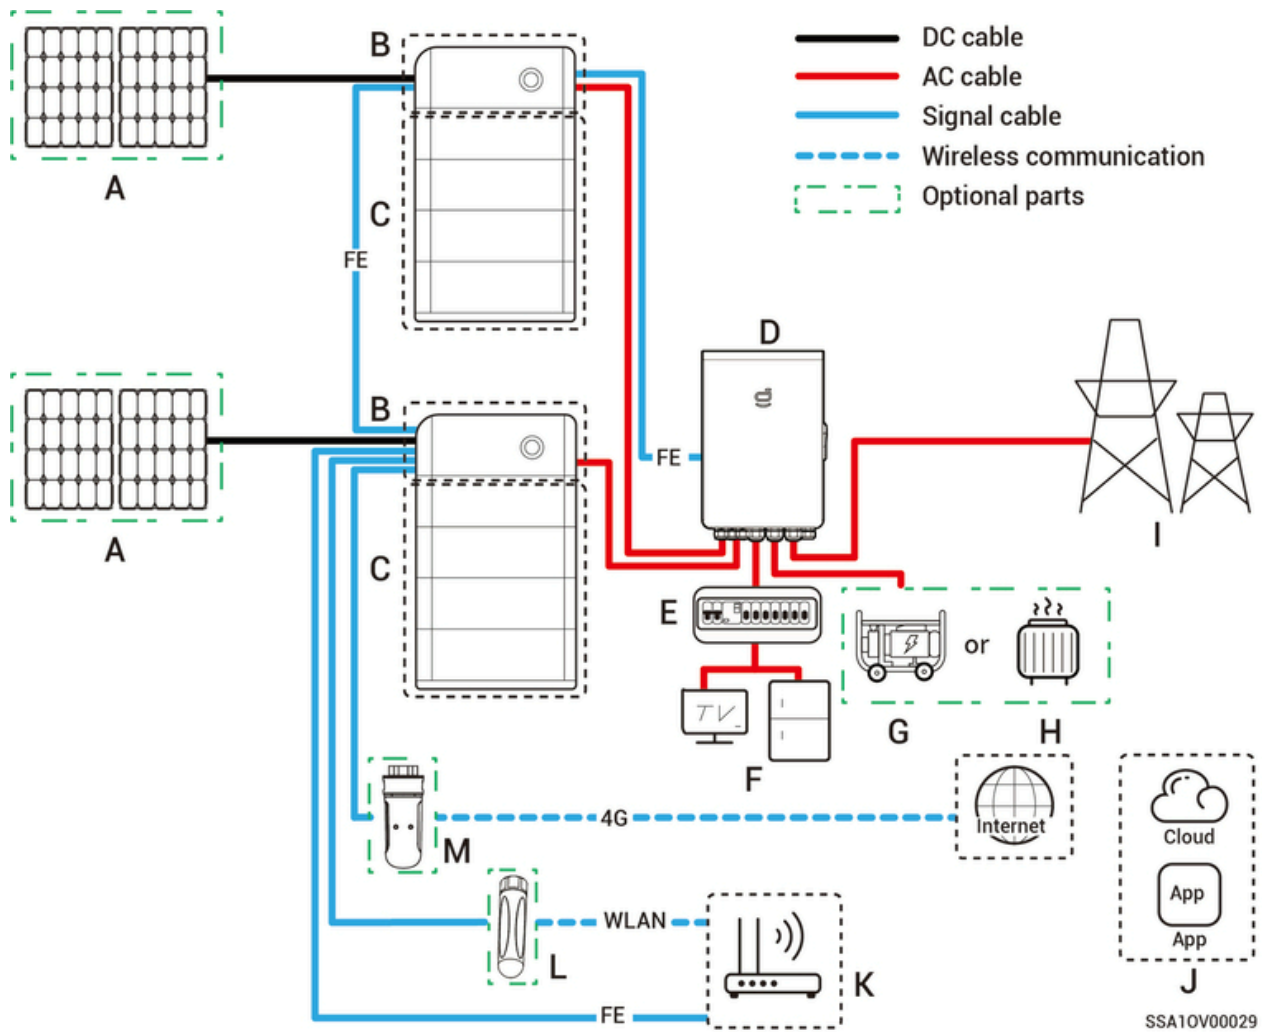 DC cable
AC cable
Signal cable
Wireless communication
Optional parts
A
B
C
FE
A
B
C
D
FE
E
TV
F
or
G
H
I
M
4G
Internet
Cloud
App
App
J
L
WLAN
K
FE
SSA10V00029